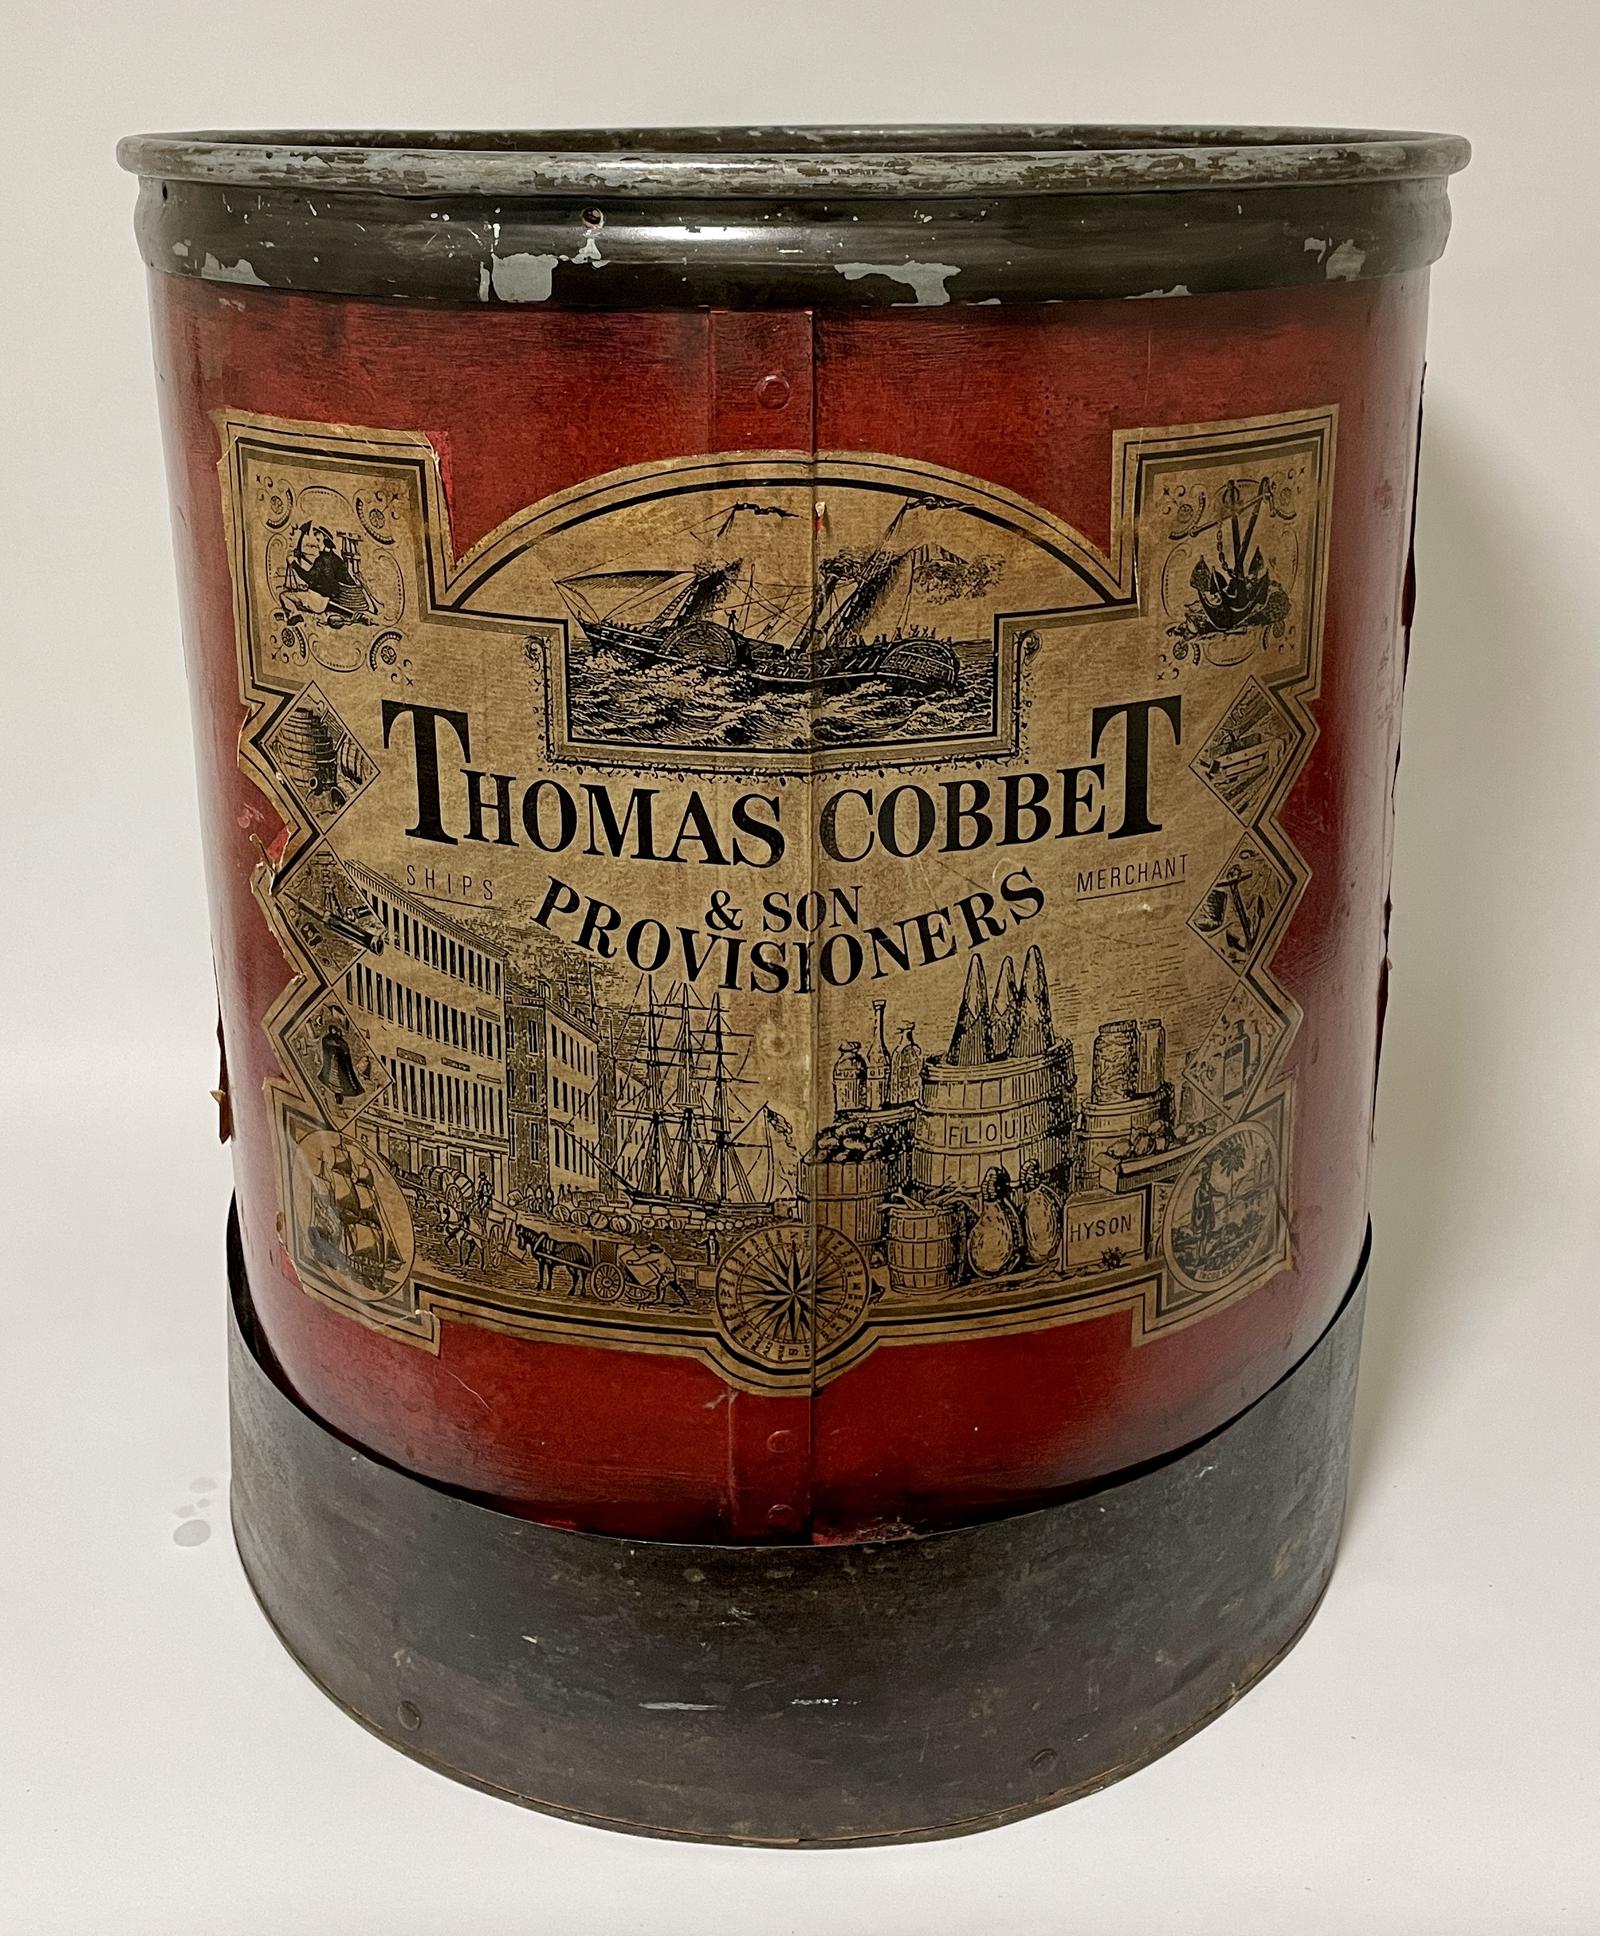 THOMAS COBBET
SHIPS
& SON
MERCHANT
PROVISIONERS
FLOUR
HYSON